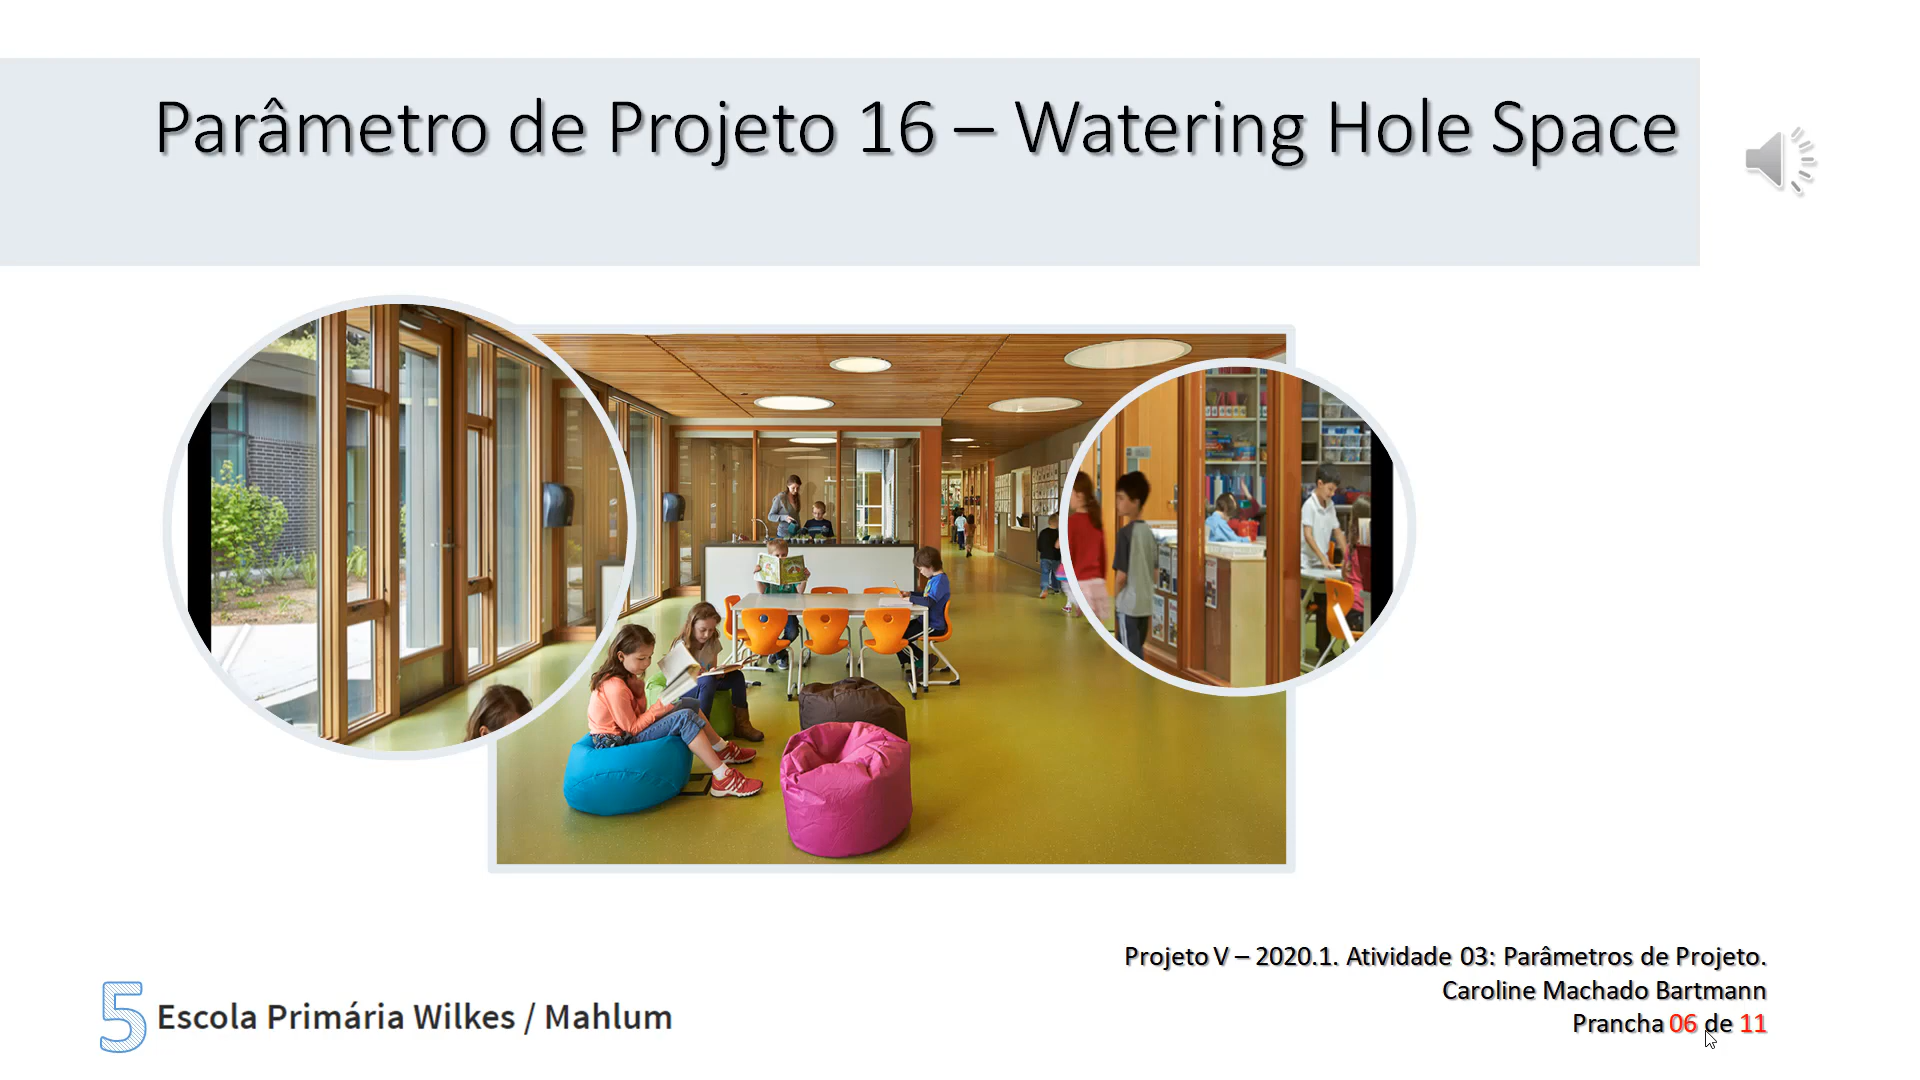 Parâmetro de Projeto 16 – Watering Hole Space
Projeto V – 2020.1. Atividade 03: Parâmetros de Projeto.
Caroline Machado Bartmann
Prancha 06 de 11
5 Escola Primária Wilkes / Mahlum